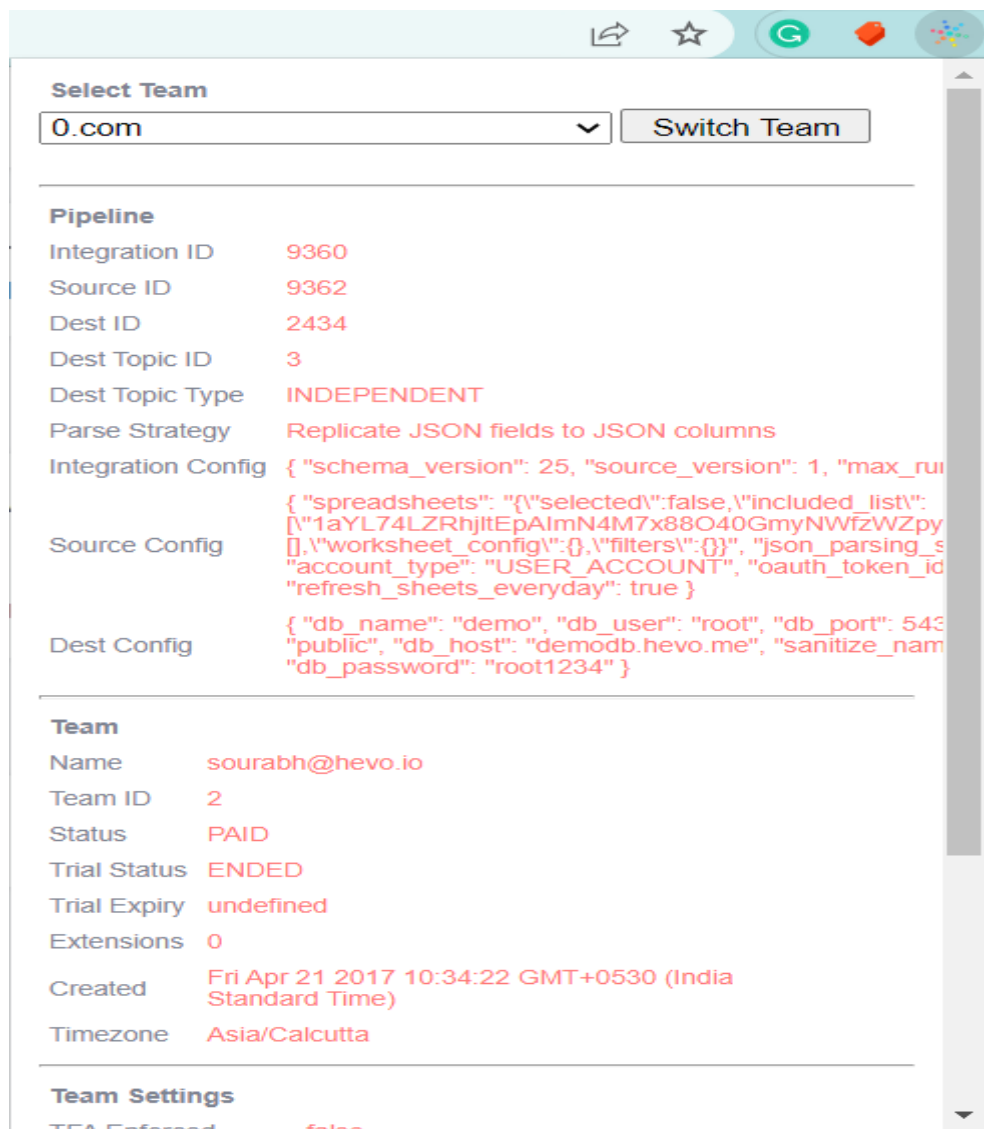 Select Team
0.com
Switch Team
Pipeline
Integration ID 9360
Source ID 9362
Dest ID 2434
Dest Topic ID 3
Dest Topic Type INDEPENDENT
Parse Strategy Replicate JSON fields to JSON columns
Integration Config { "schema_version": 25, "source_version": 1,
{ "spreadsheets": "{\"selected\":false,\"included_list\":
Source Config
[],\"worksheet_config\":{},\"filters\":{}}",
"account_type": "USER_ACCOUNT",
"refresh_sheets_everyday": true }
{ "db_name": "demo", "db_user": "root", "db_port": 543
Dest Config "public", "db_host": "demodb.hevo.me",
"db_password": "root1234" }
Team
Name sourabh@hevo.io
Team ID 2
Status PAID
Trial Status ENDED
Trial Expiry undefined
Extensions 0
Created Fri Apr 21 2017 10:34:22 GMT+0530 (India
Standard Time)
Timezone Asia/Calcutta
Team Settings